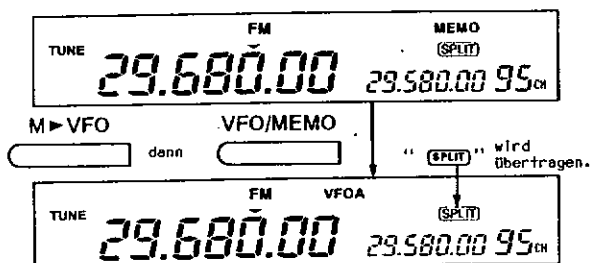 FM MEMO
TUNE 29.680.00 SPLIT 29.580.00 95CH
M ► VFO dann VFO/MEMO "SPLIT" wird
übertragen.
FM VFOA
TUNE 29.680.00 SPLIT 29.580.00 95CH